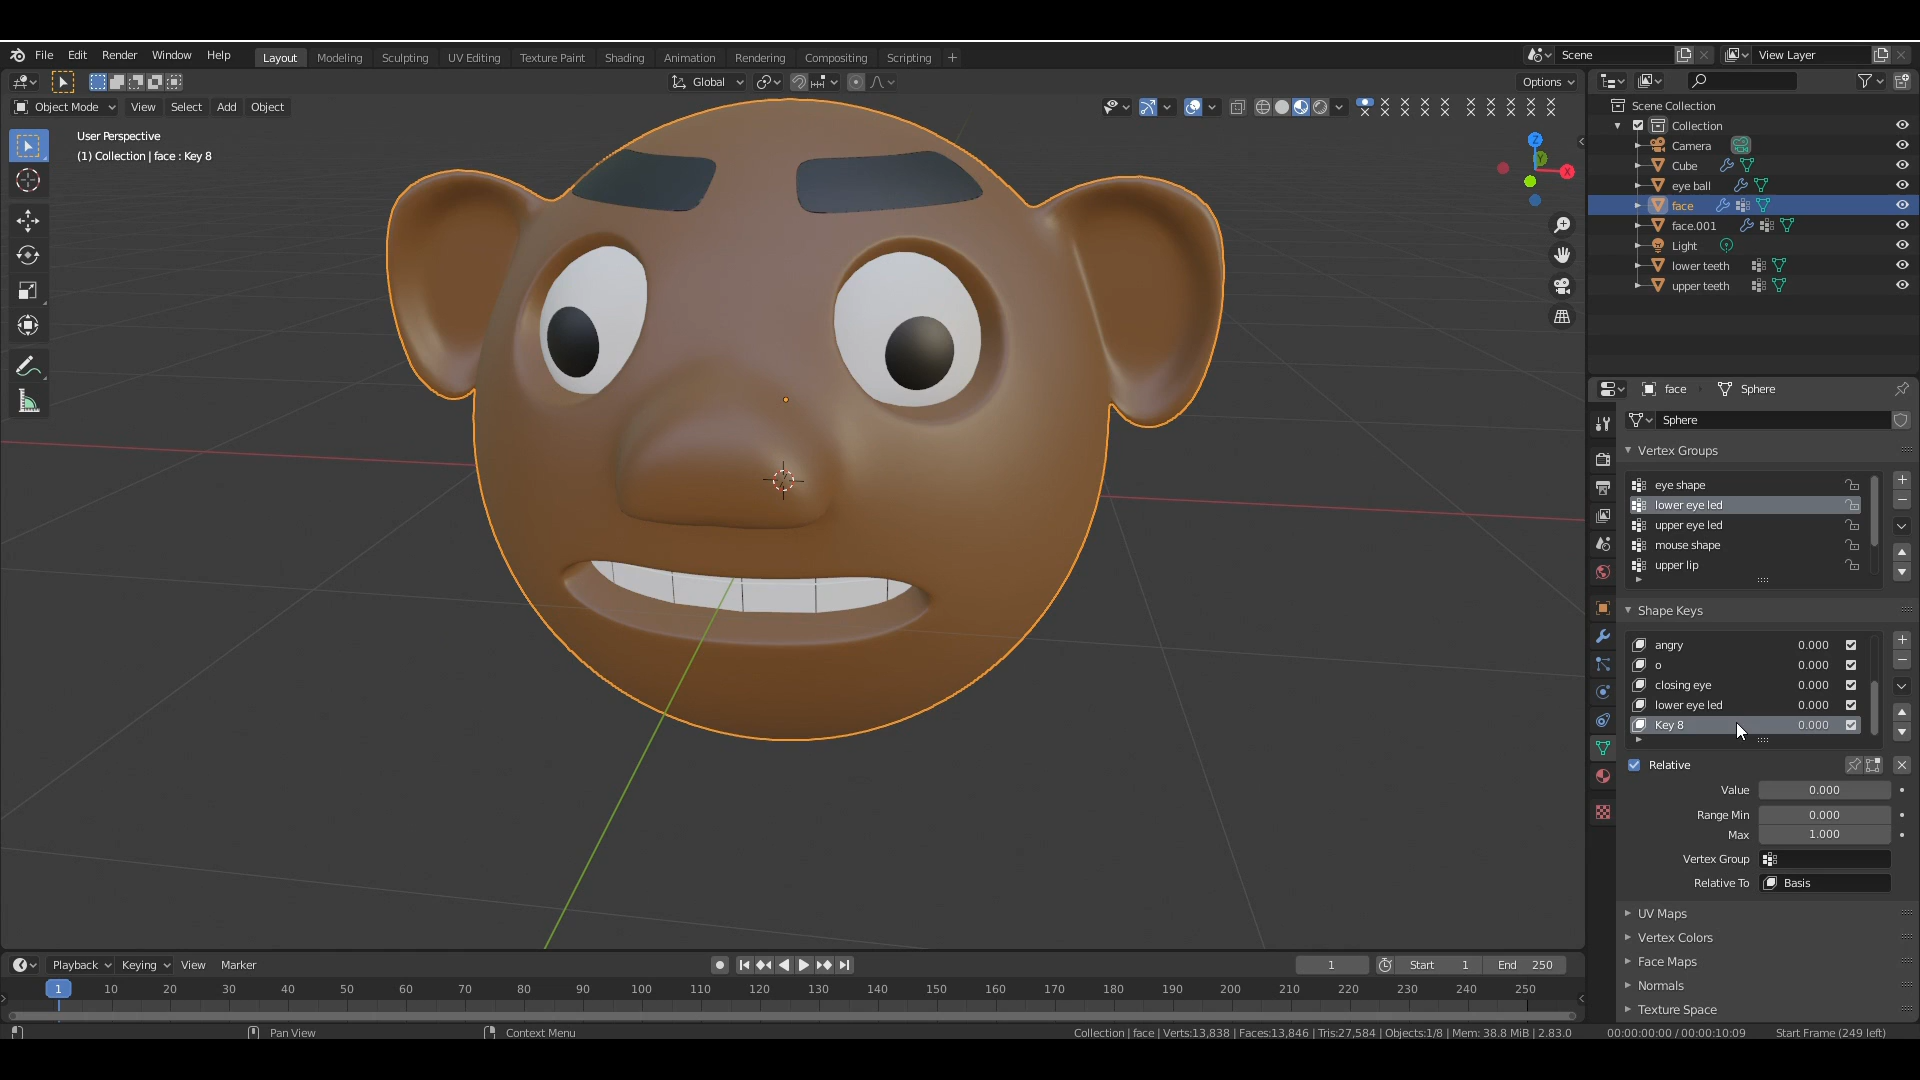 File Edit Render Window Help Layout Modeling Sculpting UV Editing Texture Paint Shading Animation Rendering Compositing Scripting + Scene View Layer
Global Options
Object Mode View Select Add Object
User Perspective
(1) Collection | face : Key 8
Z
Y
X
Scene Collection
Collection
Camera
Cube
eye ball
face
face.001
Light
lower teeth
upper teeth
face Sphere
Sphere
Vertex Groups
eye shape
lower eye led
upper eye led
mouse shape
upper lip
Shape Keys
angry 0.000
o 0.000
closing eye 0.000
lower eye led 0.000
Key 8 0.000
Relative
Value 0.000
Range Min 0.000
Max 1.000
Vertex Group
Relative To Basis
UV Maps
Vertex Colors
Face Maps
Normals
Texture Space
Playback Keying View Marker 1 Start 1 End 250
1 10 20 30 40 50 60 70 80 90 100 110 120 130 140 150 160 170 180 190 200 210 220 230 240 250
Pan View Context Menu Collection | face | Verts:13,838 | Faces:13,846 | Tris:27,584 | Objects:1/8 | Mem: 38.8 MiB | 2.83.0 00:00:00:00 / 00:00:10:09 Start Frame (249 left)